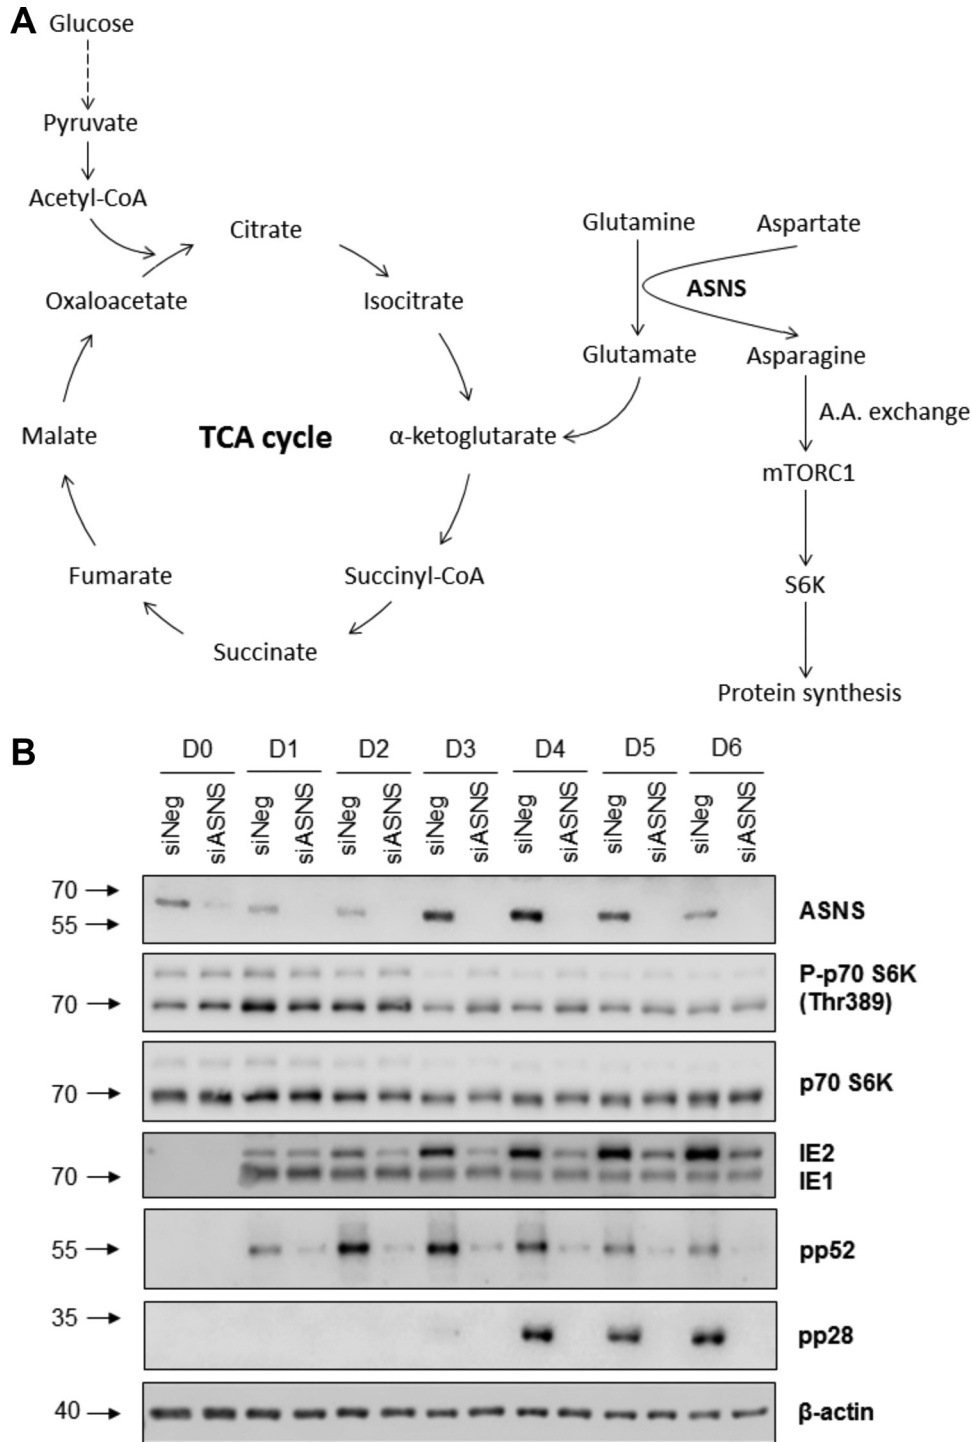 A
Glucose
Pyruvate
Acetyl-CoA
Citrate
Glutamine
Aspartate
Oxaloacetate
Isocitrate
ASNS
Glutamate
Asparagine
A.A. exchange
Malate
TCA cycle
α-ketoglutarate
mTORC1
Fumarate
Succinyl-CoA
S6K
Succinate
Protein synthesis
B
D0 D1 D2 D3 D4 D5 D6
siNeg siASNS siNeg siASNS siNeg siASNS siNeg siASNS siNeg siASNS siNeg siASNS siNeg siASNS
70
55
ASNS
70
P-p70 S6K
(Thr389)
70
p70 S6K
70
IE2
IE1
55
pp52
35
pp28
40
β-actin